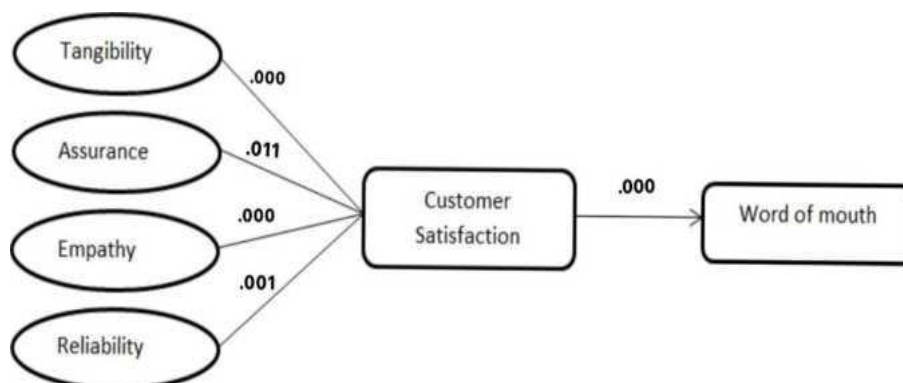 Tangibility
.000
Assurance
.011
Empathy
.000
.001
Reliability
Customer
Satisfaction
.000
Word of mouth